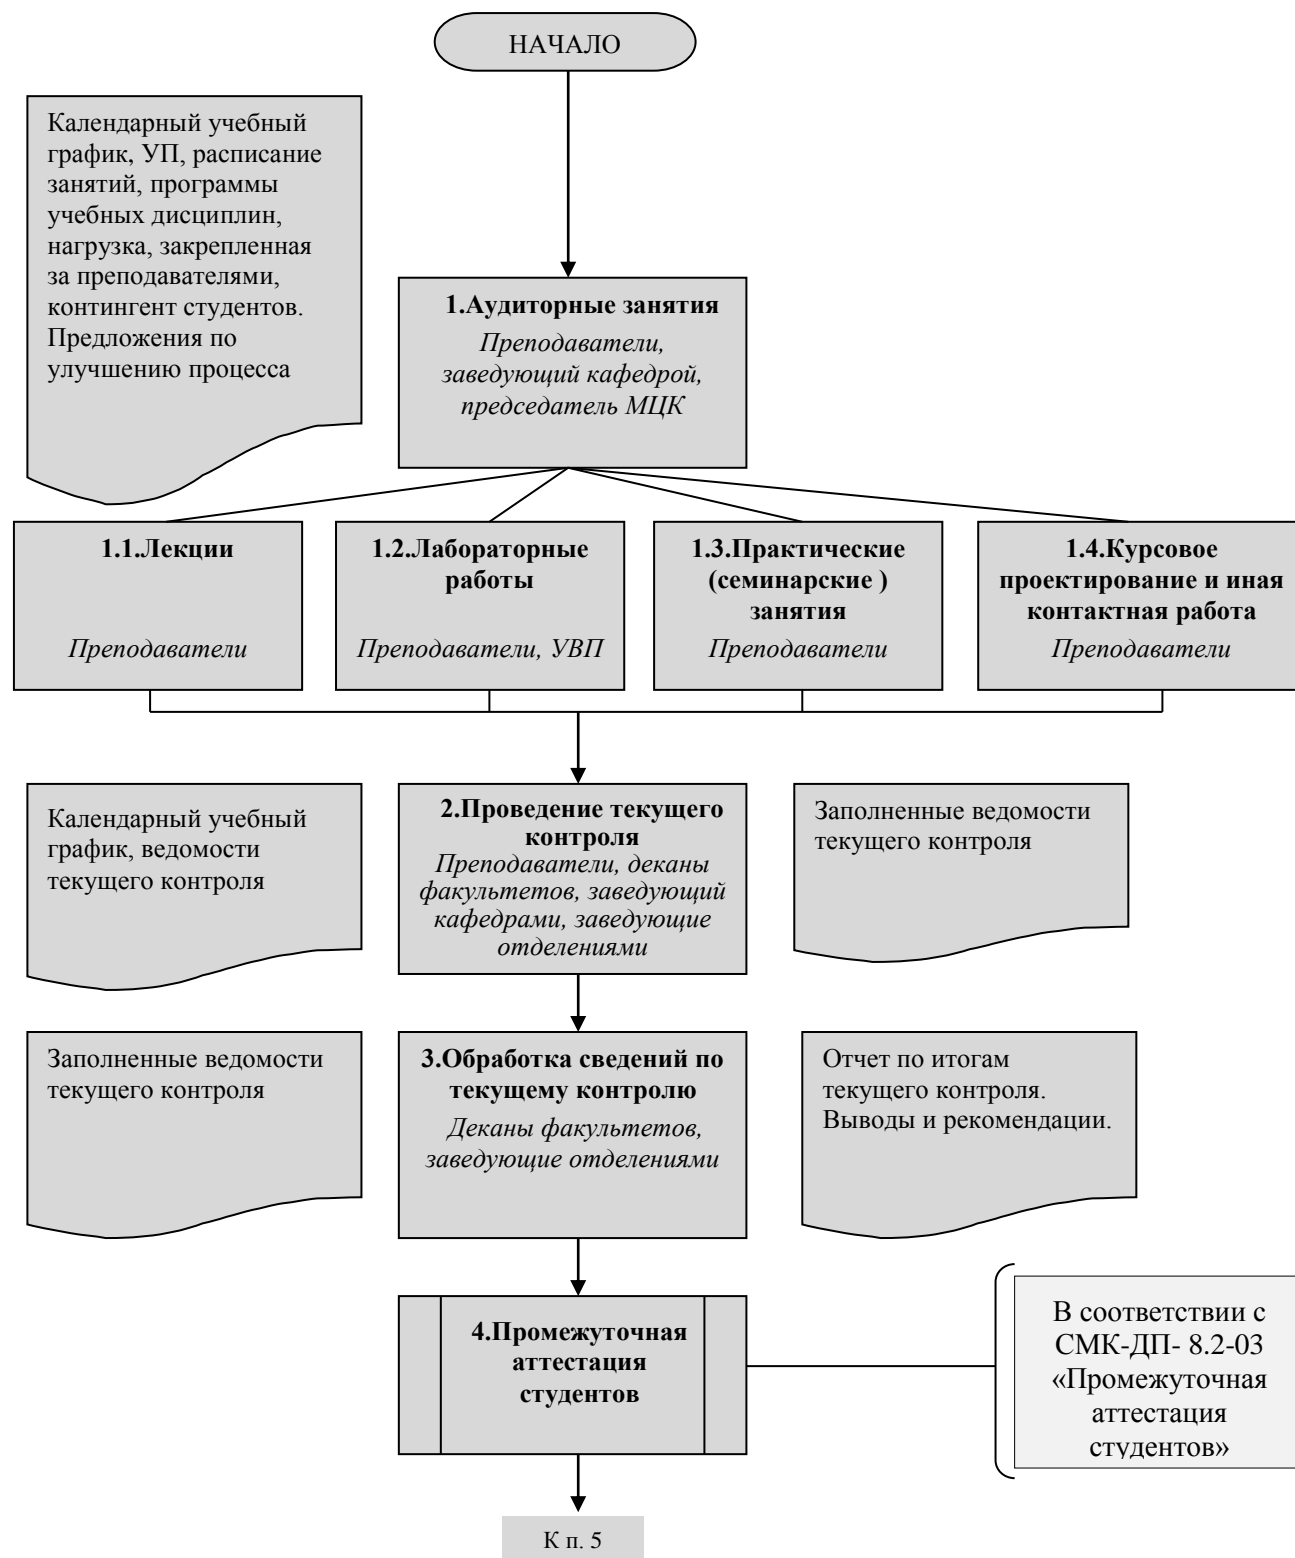 НАЧАЛО
Календарный учебный
график, УП, расписание
занятий, программы
учебных дисциплин,
нагрузка, закрепленная
за преподавателями,
контингент студентов.
Предложения по
улучшению процесса
1.Аудиторные занятия
Преподаватели,
заведующий кафедрой,
председатель МЦК
1.1.Лекции
Преподаватели
1.2.Лабораторные
работы
Преподаватели, УВП
1.3.Практические
(семинарские )
занятия
Преподаватели
1.4.Курсовое
проектирование и иная
контактная работа
Преподаватели
Календарный учебный
график, ведомости
текущего контроля
2.Проведение текущего
контроля
Преподаватели, деканы
факультетов, заведующий
кафедрами, заведующие
отделениями
Заполненные ведомости
текущего контроля
Заполненные ведомости
текущего контроля
3.Обработка сведений по
текущему контролю
Деканы факультетов,
заведующие отделениями
Отчет по итогам
текущего контроля.
Выводы и рекомендации.
4.Промежуточная
аттестация
студентов
В соответствии с
СМК-ДП- 8.2-03
«Промежуточная
аттестация
студентов»
К п. 5